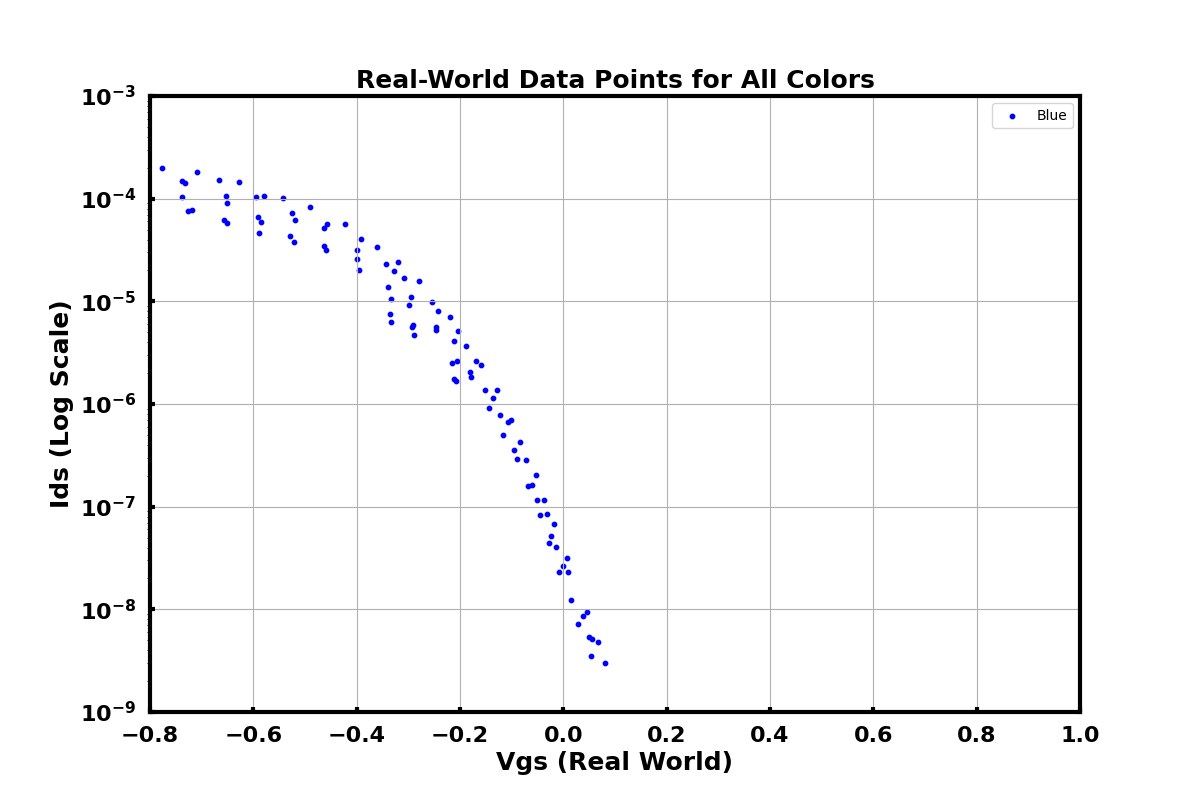 Real-World Data Points for All Colors
10⁻³
10⁻⁴
10⁻⁵
10⁻⁶
10⁻⁷
10⁻⁸
10⁻⁹
Ids (Log Scale)
Blue
−0.8 −0.6 −0.4 −0.2 0.0 0.2 0.4 0.6 0.8 1.0
Vgs (Real World)